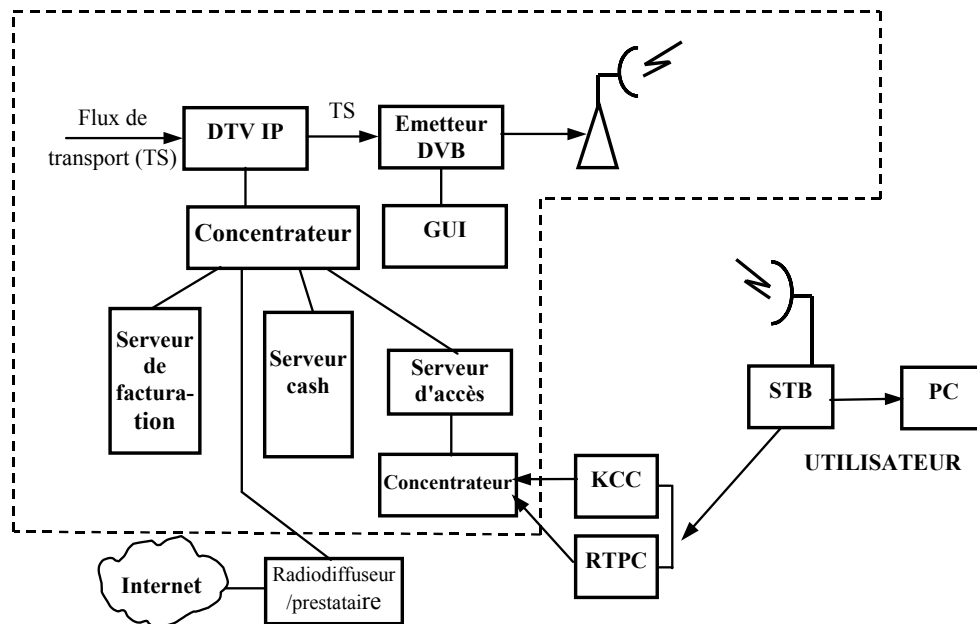 Flux de
transport (TS)
DTV IP
TS
Emetteur
DVB
Concentrateur
GUI
Serveur
de
factura-
tion
Serveur
cash
Serveur
d'accès
STB
PC
UTILISATEUR
Concentrateur
KCC
RTPC
Internet
Radiodiffuseur
/prestataire